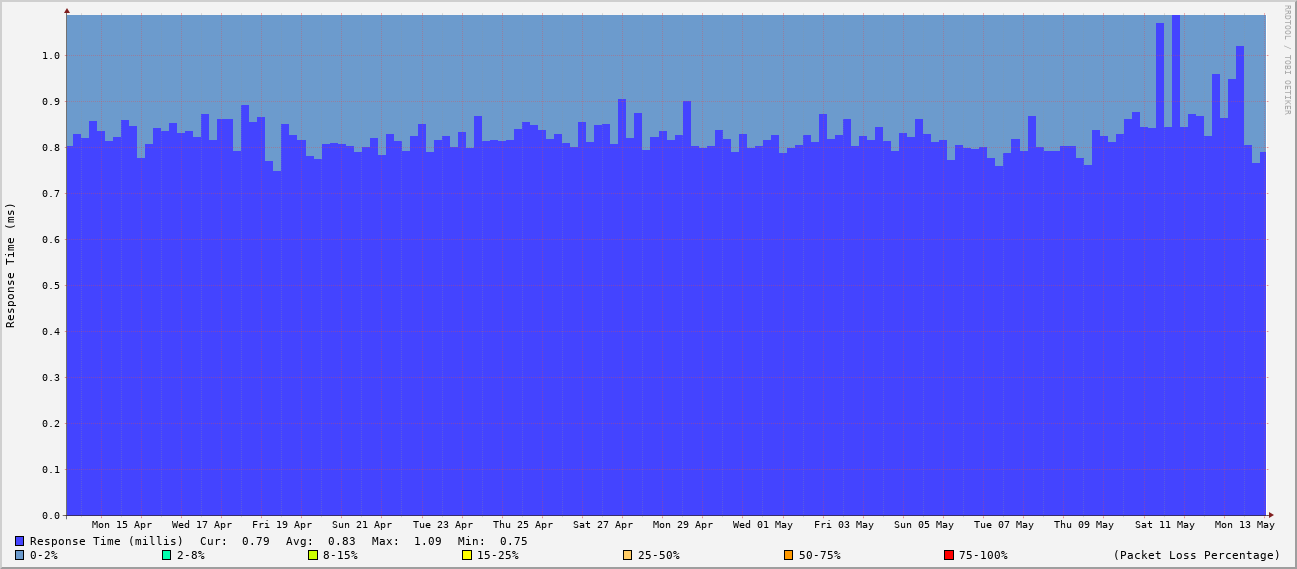 RRDTOOL / TOBI OETIKER
Response Time (ms)
1.0
0.9
0.8
0.7
0.6
0.5
0.4
0.3
0.2
0.1
0.0
Mon 15 Apr Wed 17 Apr Fri 19 Apr Sun 21 Apr Tue 23 Apr Thu 25 Apr Sat 27 Apr Mon 29 Apr Wed 01 May Fri 03 May Sun 05 May Tue 07 May Thu 09 May Sat 11 May Mon 13 May
Response Time (millis) Cur: 0.79 Avg: 0.83 Max: 1.09 Min: 0.75
0-2% 2-8% 8-15% 15-25% 25-50% 50-75% 75-100% (Packet Loss Percentage)